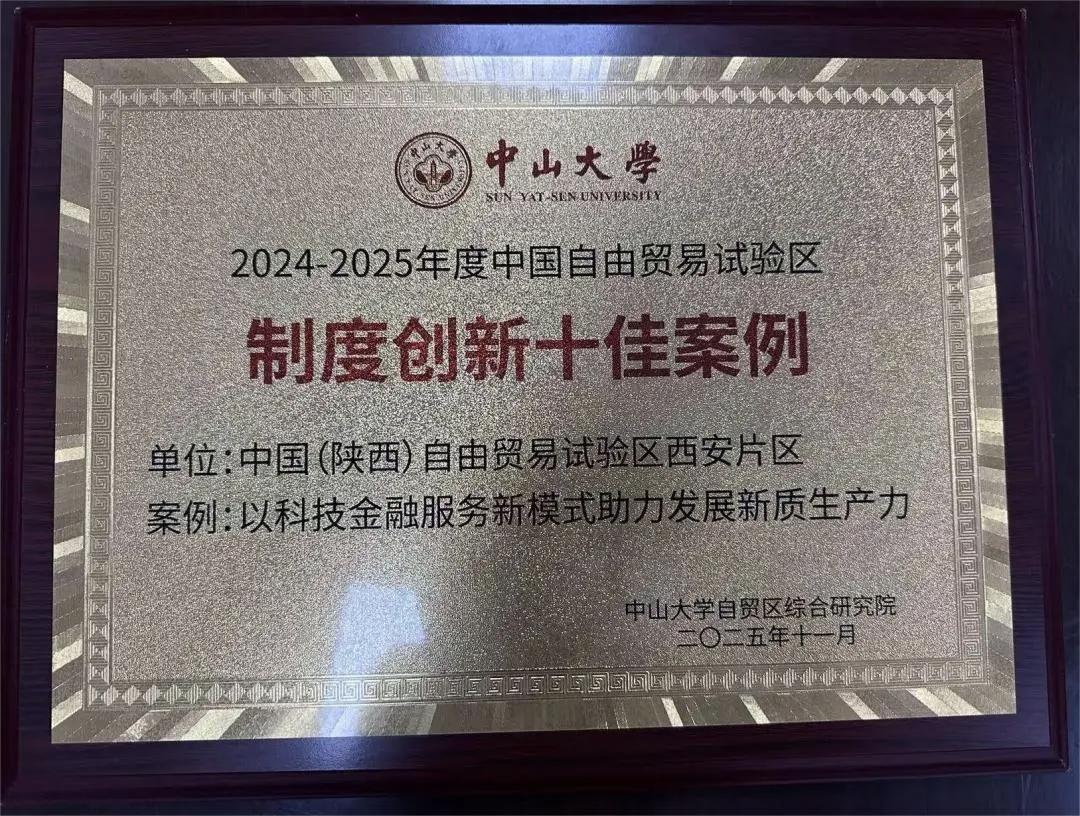 中山大學
SUN YAT-SEN UNIVERSITY
2024-2025年度中国自由贸易试验区
制度创新十佳案例
单位：中国（陕西）自由贸易试验区西安片区
案例：以科技金融服务新模式助力发展新质生产力
中山大学自贸区综合研究院
二〇二五年十一月